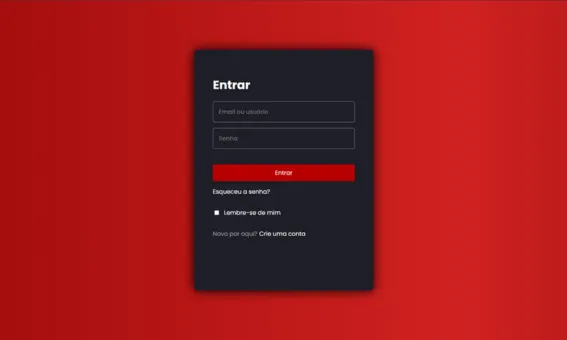 Entrar
Email ou usuário
Senha
Entrar
Esqueceu a senha?
Lembre-se de mim
Novo por aqui? Crie uma conta